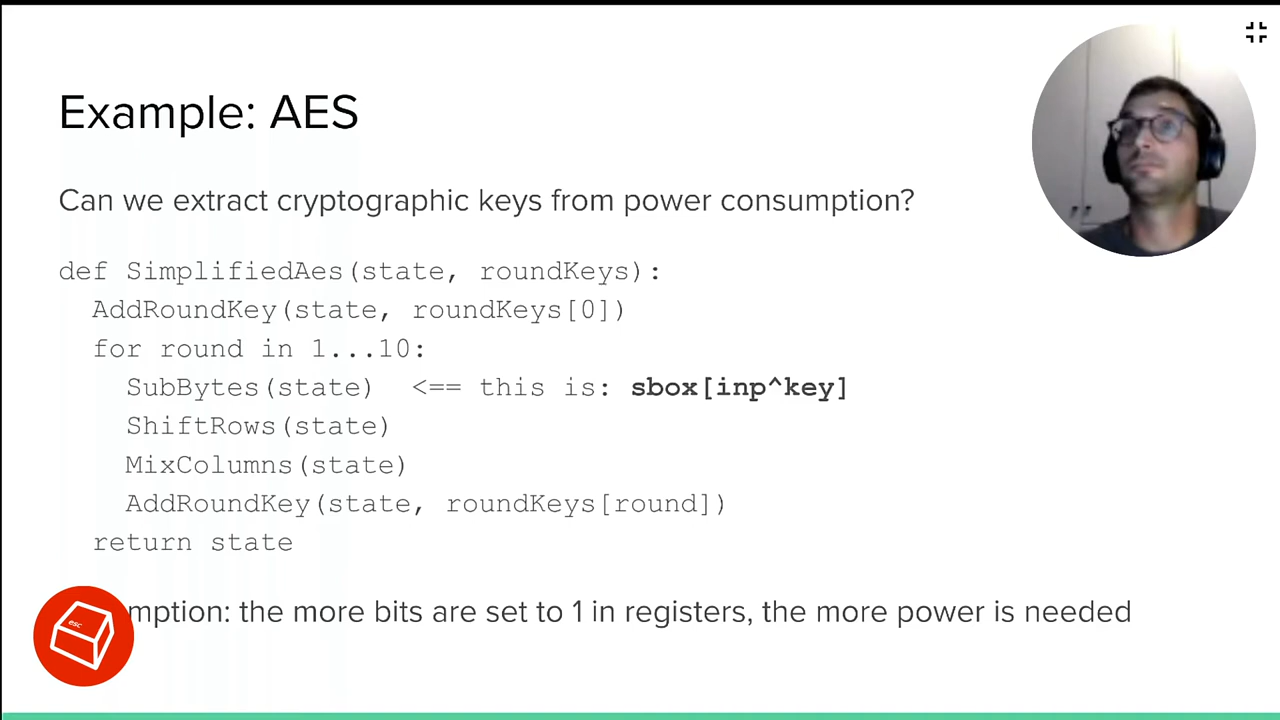 Example: AES
Can we extract cryptographic keys from power consumption?
def SimplifiedAes(state, roundKeys):
AddRoundKey(state, roundKeys[0])
for round in 1...10:
SubBytes(state) <== this is: sbox[inp^key]
ShiftRows(state)
MixColumns(state)
AddRoundKey(state, roundKeys[round])
return state
mption: the more bits are set to 1 in registers, the more power is needed
esc